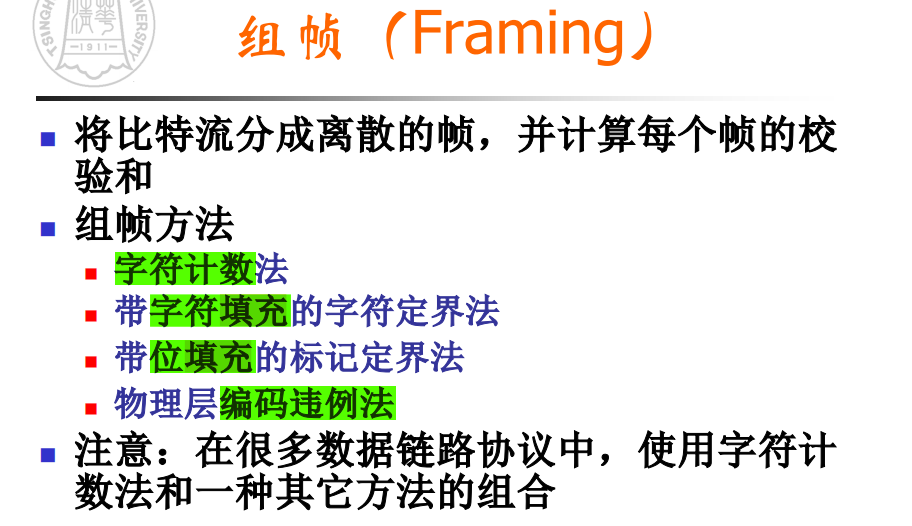 TSINGH
VERSITY
1911
组帧（Framing）
将比特流分成离散的帧，并计算每个帧的校
验和
组帧方法
字符计数法
带字符填充的字符定界法
带位填充的标记定界法
物理层编码违例法
注意：在很多数据链路协议中，使用字符计
数法和一种其它方法的组合